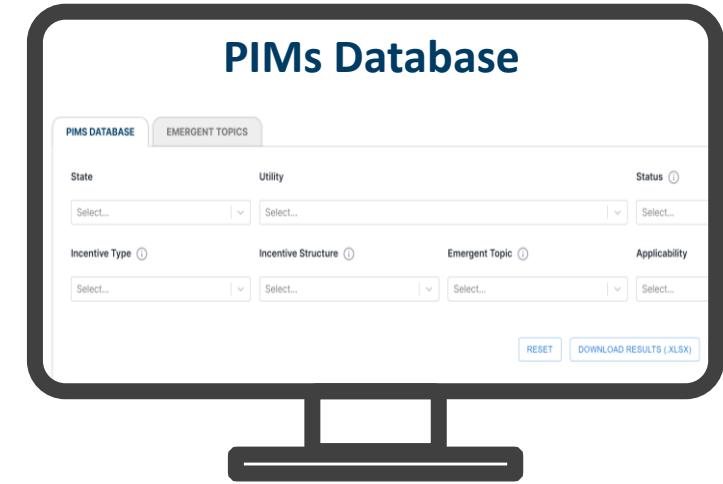 PIMs Database
PIMS DATABASE EMERGENT TOPICS
State Utility Status
Select... Select... Select...
Incentive Type Incentive Structure Emergent Topic Applicability
Select... Select... Select... Select...
RESET DOWNLOAD RESULTS (.XLSX)